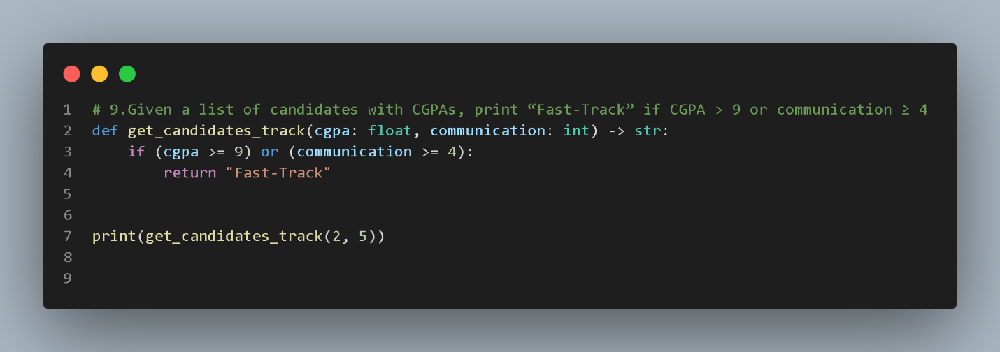 1 # 9.Given a list of candidates with CGPAs, print “Fast-Track” if CGPA > 9 or communication ≥ 4
2 def get_candidates_track(cgpa: float, communication: int) -> str:
3     if (cgpa >= 9) or (communication >= 4):
4         return "Fast-Track"
5
6
7 print(get_candidates_track(2, 5))
8
9